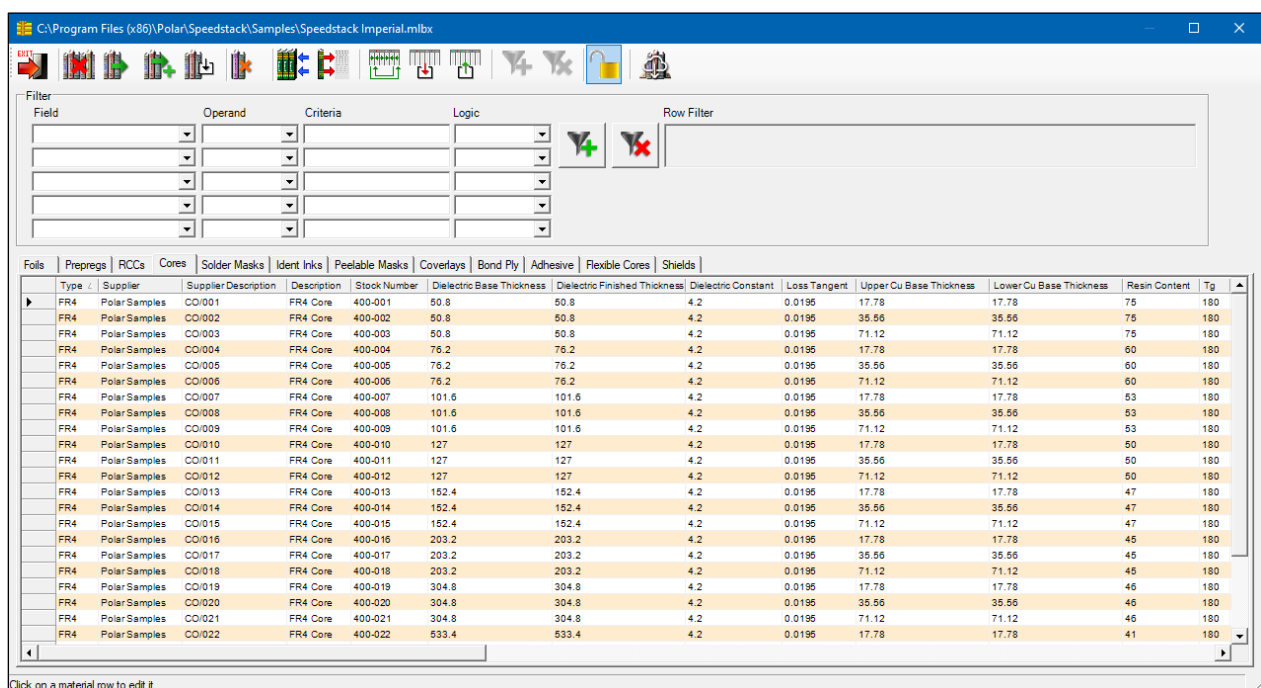 C:\Program Files (x86)\Polar\Speedstack\Samples\Speedstack Imperial.mlbx
EXIT
Filter
Field Operand Criteria Logic Row Filter
Foils Prepregs RCCs Cores Solder Masks Ident Inks Peelable Masks Coverlays Bond Ply Adhesive Flexible Cores Shields
Type Supplier Supplier Description Description Stock Number Dielectric Base Thickness Dielectric Finished Thickness Dielectric Constant Loss Tangent Upper Cu Base Thickness Lower Cu Base Thickness Resin Content Tg
FR4 Polar Samples CO/001 FR4 Core 400-001 50.8 50.8 4.2 0.0195 17.78 17.78 75 180
FR4 Polar Samples CO/002 FR4 Core 400-002 50.8 50.8 4.2 0.0195 35.56 35.56 75 180
FR4 Polar Samples CO/003 FR4 Core 400-003 50.8 50.8 4.2 0.0195 71.12 71.12 75 180
FR4 Polar Samples CO/004 FR4 Core 400-004 76.2 76.2 4.2 0.0195 17.78 17.78 60 180
FR4 Polar Samples CO/005 FR4 Core 400-005 76.2 76.2 4.2 0.0195 35.56 35.56 60 180
FR4 Polar Samples CO/006 FR4 Core 400-006 76.2 76.2 4.2 0.0195 71.12 71.12 60 180
FR4 Polar Samples CO/007 FR4 Core 400-007 101.6 101.6 4.2 0.0195 17.78 17.78 53 180
FR4 Polar Samples CO/008 FR4 Core 400-008 101.6 101.6 4.2 0.0195 35.56 35.56 53 180
FR4 Polar Samples CO/009 FR4 Core 400-009 101.6 101.6 4.2 0.0195 71.12 71.12 53 180
FR4 Polar Samples CO/010 FR4 Core 400-010 127 127 4.2 0.0195 17.78 17.78 50 180
FR4 Polar Samples CO/011 FR4 Core 400-011 127 127 4.2 0.0195 35.56 35.56 50 180
FR4 Polar Samples CO/012 FR4 Core 400-012 127 127 4.2 0.0195 71.12 71.12 50 180
FR4 Polar Samples CO/013 FR4 Core 400-013 152.4 152.4 4.2 0.0195 17.78 17.78 47 180
FR4 Polar Samples CO/014 FR4 Core 400-014 152.4 152.4 4.2 0.0195 35.56 35.56 47 180
FR4 Polar Samples CO/015 FR4 Core 400-015 152.4 152.4 4.2 0.0195 71.12 71.12 47 180
FR4 Polar Samples CO/016 FR4 Core 400-016 203.2 203.2 4.2 0.0195 17.78 17.78 45 180
FR4 Polar Samples CO/017 FR4 Core 400-017 203.2 203.2 4.2 0.0195 35.56 35.56 45 180
FR4 Polar Samples CO/018 FR4 Core 400-018 203.2 203.2 4.2 0.0195 71.12 71.12 45 180
FR4 Polar Samples CO/019 FR4 Core 400-019 304.8 304.8 4.2 0.0195 17.78 17.78 46 180
FR4 Polar Samples CO/020 FR4 Core 400-020 304.8 304.8 4.2 0.0195 35.56 35.56 46 180
FR4 Polar Samples CO/021 FR4 Core 400-021 304.8 304.8 4.2 0.0195 71.12 71.12 46 180
FR4 Polar Samples CO/022 FR4 Core 400-022 533.4 533.4 4.2 0.0195 17.78 17.78 41 180
Click on a material row to edit it